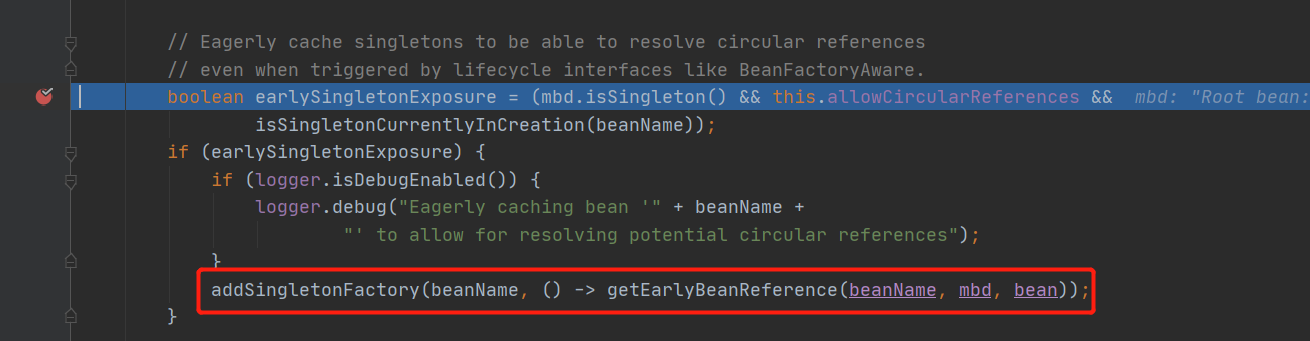 // Eagerly cache singletons to be able to resolve circular references
// even when triggered by lifecycle interfaces like BeanFactoryAware.
boolean earlySingletonExposure = (mbd.isSingleton() && this.allowCircularReferences && mbd: "Root bean:
isSingletonCurrentlyInCreation(beanName));
if (earlySingletonExposure) {
if (logger.isDebugEnabled()) {
logger.debug("Eagerly caching bean '" + beanName +
"' to allow for resolving potential circular references");
}
addSingletonFactory(beanName, () -> getEarlyBeanReference(beanName, mbd, bean));
}